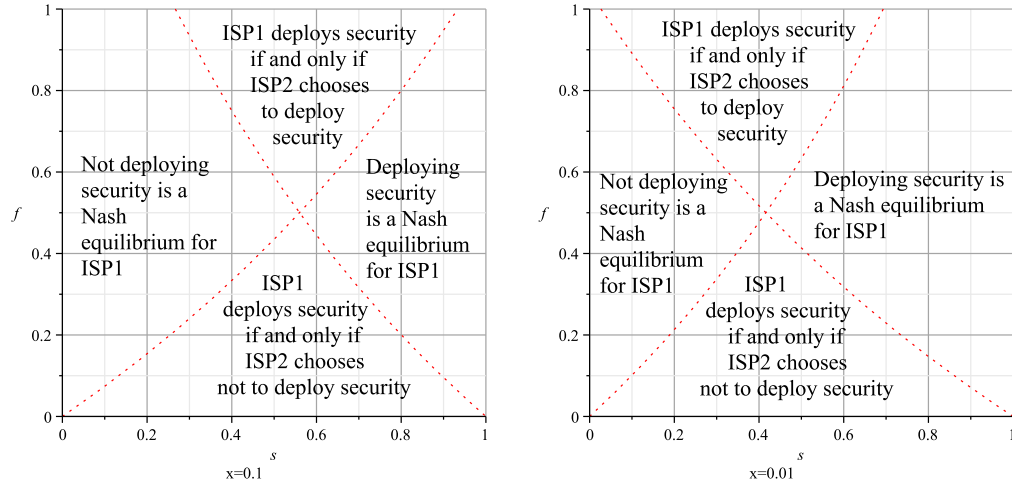 1
0.8
0.6
f
0.4
0.2
0
ISP1 deploys security
if and only if
ISP2 chooses
to deploy
security
Not deploying
security is a
Nash
equilibrium for
ISP1
Deploying
security
is a Nash
equilibrium
for ISP1
ISP1
deploys security
if and only if
ISP2 chooses
not to deploy security
0 0.2 0.4 0.6 0.8 1
s
x=0.1
1
0.8
0.6
f
0.4
0.2
0
ISP1 deploys security
if and only if
ISP2 chooses
to deploy
security
Not deploying
security is a
Nash
equilibrium
for ISP1
Deploying security is
a Nash equilibrium
for ISP1
ISP1
deploys security
if and only if
ISP2 chooses
not to deploy security
0 0.2 0.4 0.6 0.8 1
s
x=0.01